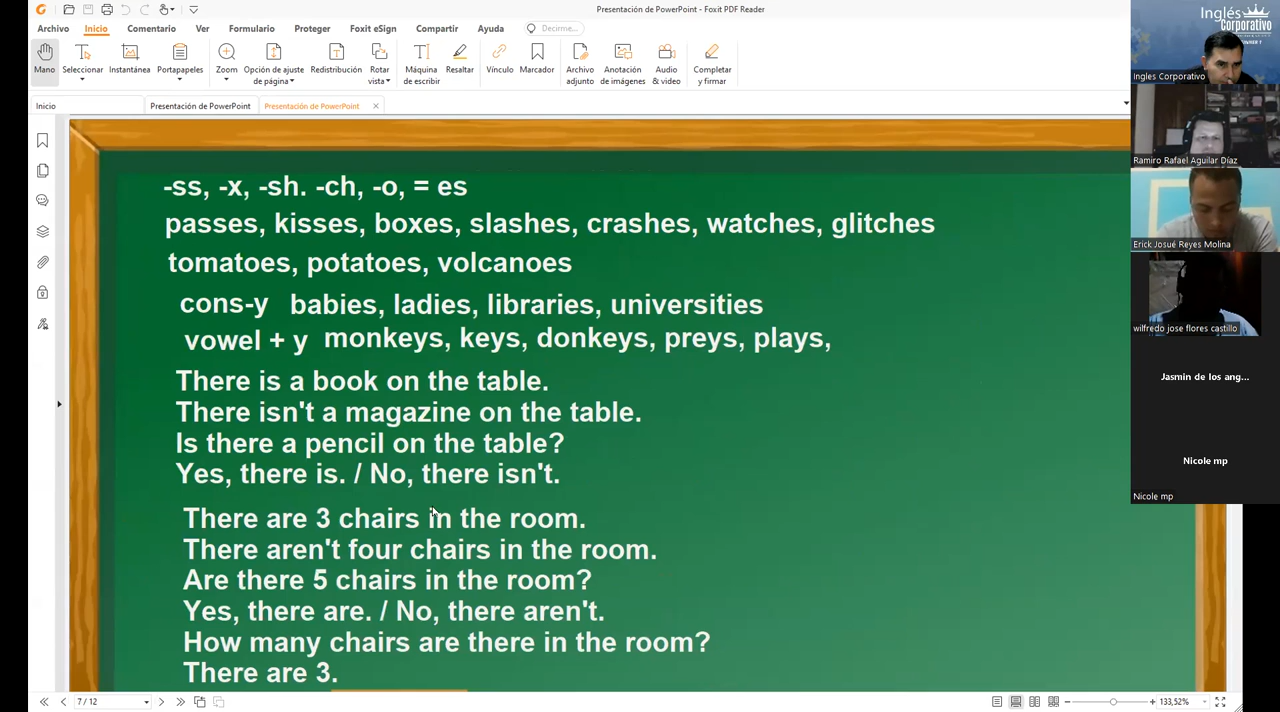 Presentación de PowerPoint - Foxit PDF Reader
Archivo Inicio Comentario Ver Formulario Proteger Foxit eSign Compartir Ayuda Decirme...
Mano Seleccionar Instantánea Portapapeles Zoom Opción de ajuste de página Redistribución Rotar vista Máquina de escribir Resaltar Vínculo Marcador Archivo adjunto Anotación de imágenes Audio & video Completar y firmar
Inicio Presentación de PowerPoint Presentación de PowerPoint
-ss, -x, -sh. -ch, -o, = es
passes, kisses, boxes, slashes, crashes, watches, glitches
tomatoes, potatoes, volcanoes
cons-y babies, ladies, libraries, universities
vowel + y monkeys, keys, donkeys, preys, plays,
There is a book on the table.
There isn't a magazine on the table.
Is there a pencil on the table?
Yes, there is. / No, there isn't.
There are 3 chairs in the room.
There aren't four chairs in the room.
Are there 5 chairs in the room?
Yes, there are. / No, there aren't.
How many chairs are there in the room?
There are 3.
7 / 12
133,52%
Inglés
Corporativo
Ingles Corporativo
Ramiro Rafael Aguilar Díaz
Erick Josué Reyes Molina
wilfredo jose flores castillo
Jasmin de los ang...
Nicole mp
Nicole mp